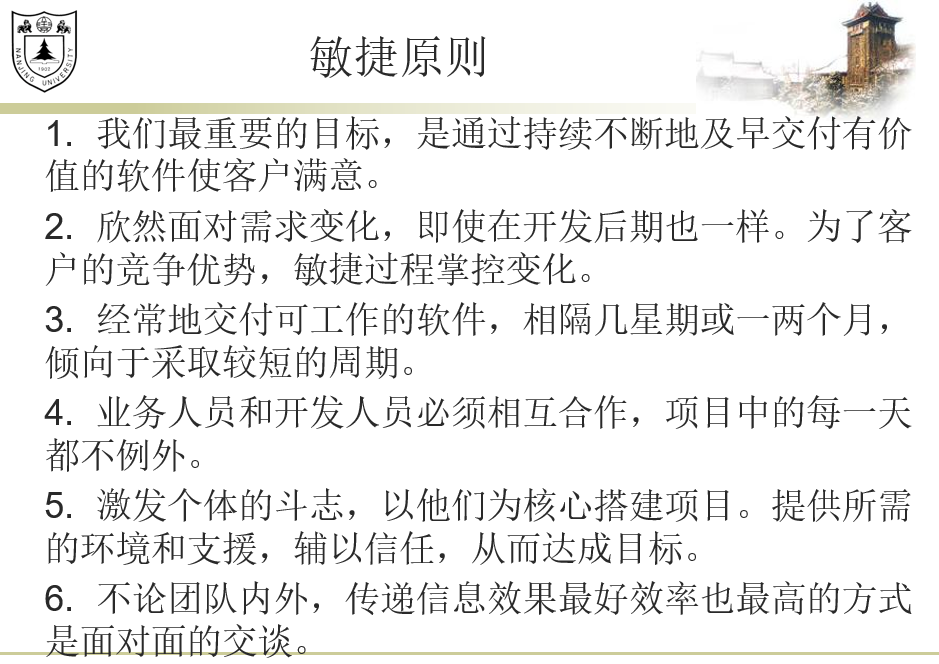 NANJING UNIVERSITY
1902
敏捷原则
1. 我们最重要的目标，是通过持续不断地及早交付有价
值的软件使客户满意。
2. 欣然面对需求变化，即使在开发后期也一样。为了客
户的竞争优势，敏捷过程掌控变化。
3. 经常地交付可工作的软件，相隔几星期或一两个月，
倾向于采取较短的周期。
4. 业务人员和开发人员必须相互合作，项目中的每一天
都不例外。
5. 激发个体的斗志，以他们为核心搭建项目。提供所需
的环境和支援，辅以信任，从而达成目标。
6. 不论团队内外，传递信息效果最好效率也最高的方式
是面对面的交谈。